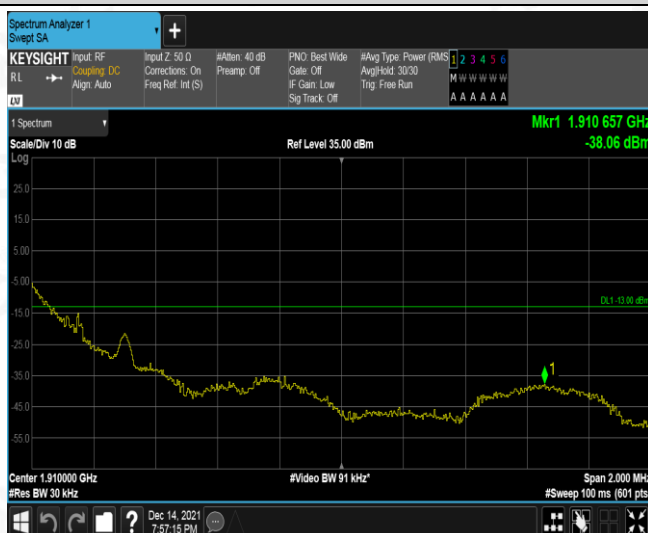 Spectrum Analyzer 1
Swept SA
+
KEYSIGHT
RL
Input: RF
Coupling: DC
Align: Auto
Input Z: 50 Ω
Corrections: On
Freq Ref: Int (S)
#Atten: 40 dB
Preamp: Off
PNO: Best Wide
Gate: Off
IF Gain: Low
Sig Track: Off
#Avg Type: Power (RMS
Avg|Hold: 30/30
Trig: Free Run
1 2 3 4 5 6
M W W W W W
A A A A A A
LXI
1 Spectrum
Scale/Div 10 dB
Ref Level 35.00 dBm
Mkr1 1.910 657 GHz
-38.06 dBm
Log
25.0
15.0
5.00
-5.00
DL1 -13.00 dBm
-15.0
-25.0
-35.0
1
-45.0
-55.0
Center 1.910000 GHz
#Video BW 91 kHz*
Span 2.000 MHz
#Res BW 30 kHz
#Sweep 100 ms (601 pts
?
Dec 14, 2021
7:57:15 PM